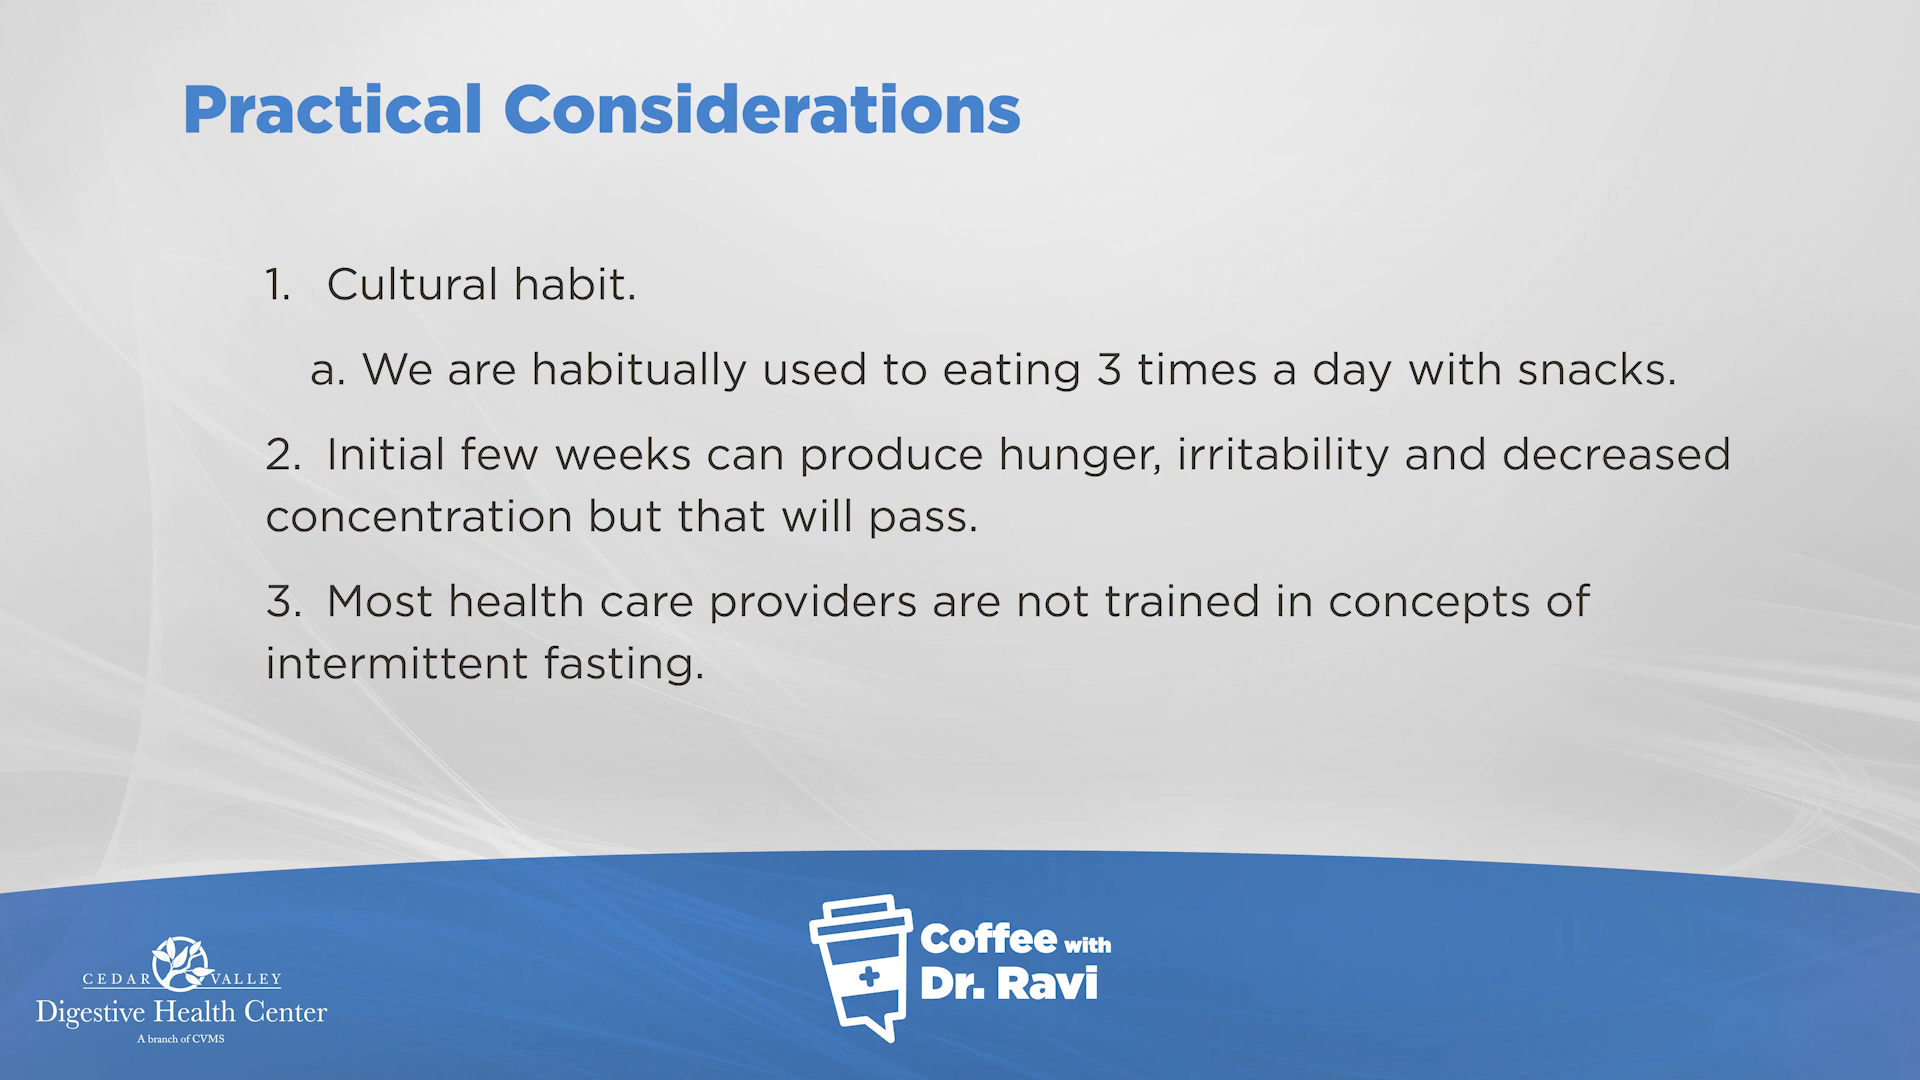 Practical Considerations
1. Cultural habit.
a. We are habitually used to eating 3 times a day with snacks.
2. Initial few weeks can produce hunger, irritability and decreased
concentration but that will pass.
3. Most health care providers are not trained in concepts of
intermittent fasting.
Coffee with
Dr. Ravi
CEDAR VALLEY
Digestive Health Center
A branch of CVMS